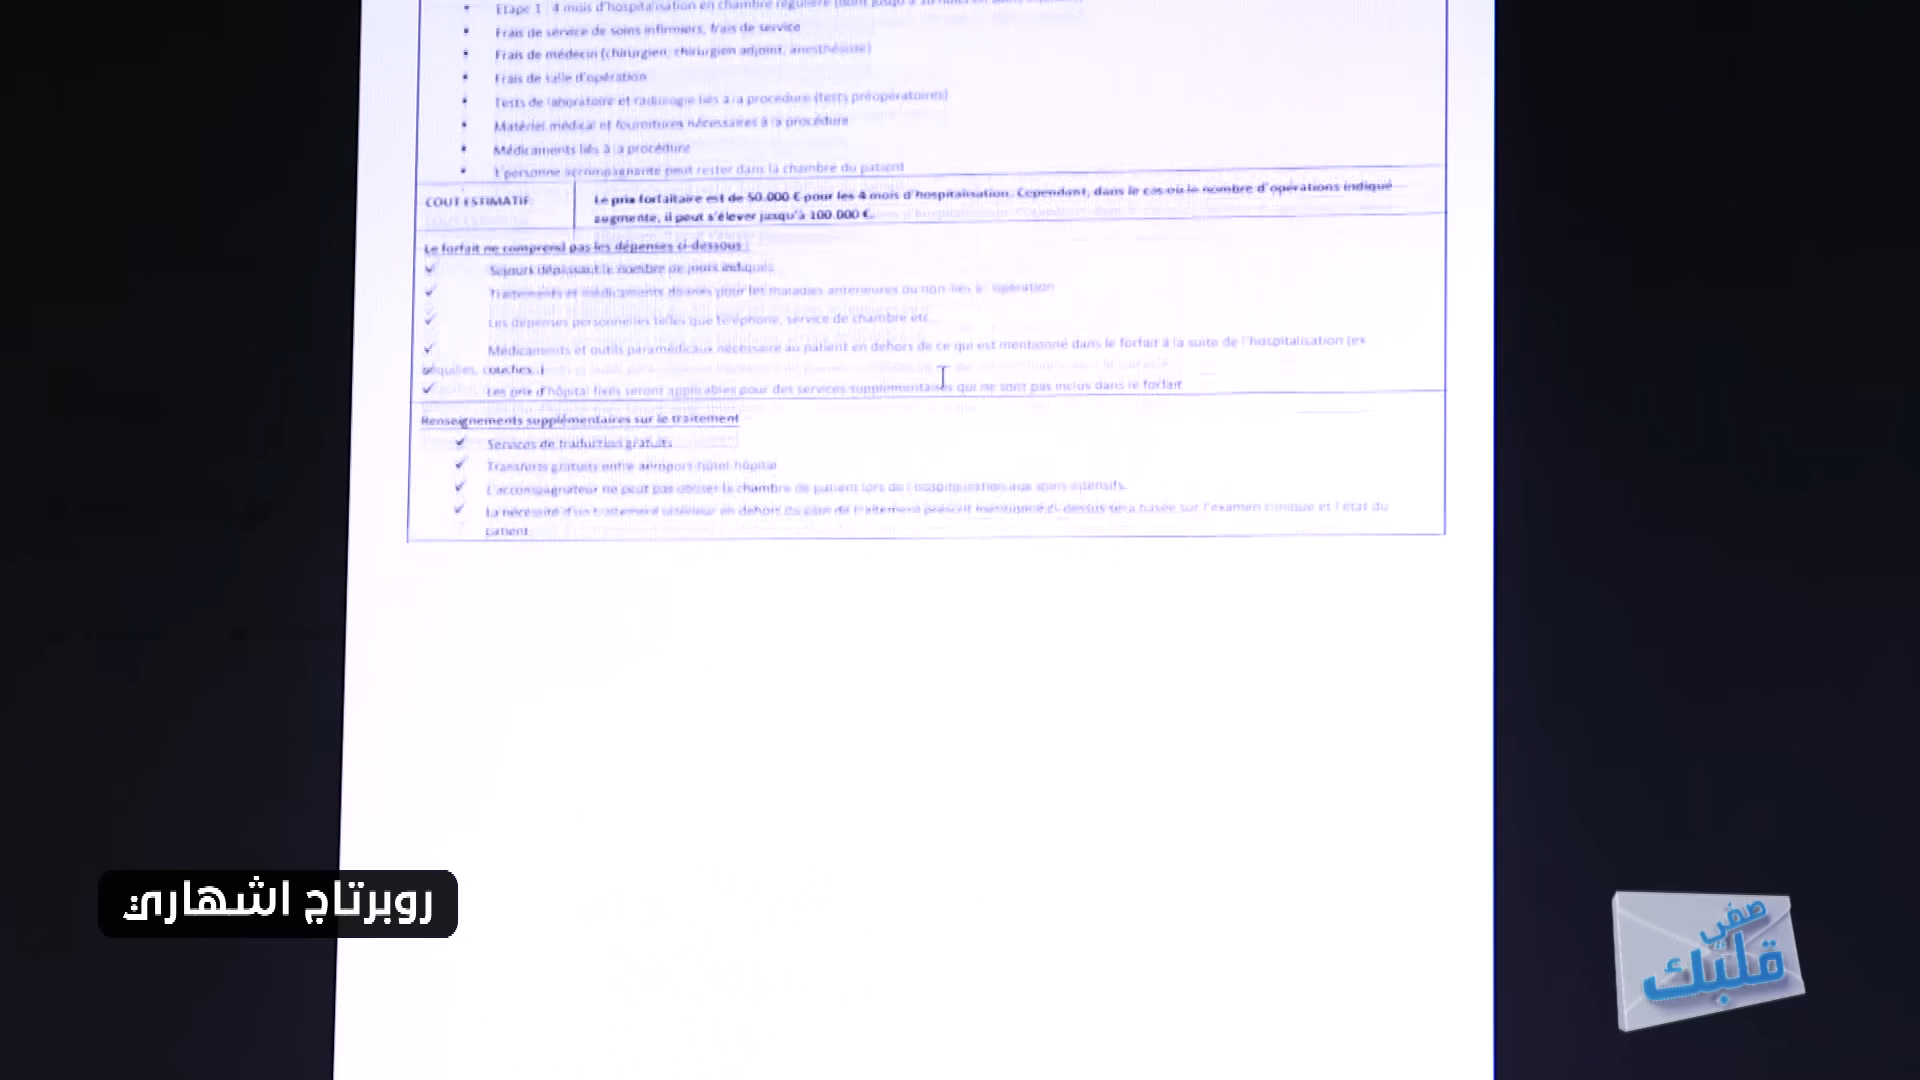 Etape 1 : 4 mois d'hospitalisation en chambre régulière
Frais de service de soins infirmiers, frais de service
Frais de médecin (chirurgien, chirurgien adjoint, anesthésiste)
Frais de salle d'opération
Tests de laboratoire et radiologie liés à la procédure (tests préopératoires)
Matériel médical et fournitures nécessaires à la procédure
Médicaments liés à la procédure
1 personne accompagnante peut rester dans la chambre du patient
COUT ESTIMATIF
Le prix forfaitaire est de 50.000 € pour les 4 mois d'hospitalisation. Cependant, dans le cas où le nombre d'opérations indiqué
augmente, il peut s'élever jusqu'à 100 000 €.
Le forfait ne comprend pas les dépenses ci-dessous :
Séjours dépassant le nombre de jours indiqués
Traitements et médicaments donnés pour les maladies antérieures ou non-liés à l'opération
Les dépenses personnelles telles que téléphone, service de chambre etc.
Médicaments et outils paramédicaux nécessaire au patient en dehors de ce qui est mentionné dans le forfait à la suite de l'hospitalisation (ex
béquilles, couches..)
Les prix d'hôpital fixés seront applicables pour des services supplémentaires qui ne sont pas inclus dans le forfait
Renseignements supplémentaires sur le traitement
Services de traduction gratuits
Transferts gratuits entre aéroport-hôtel-hôpital
L'accompagnateur ne peut pas utiliser la chambre de patient lors de l'hospitalisation aux soins intensifs.
La nécessité d'un traitement ultérieur en dehors du plan de traitement prescrit mentionné ci-dessus sera basée sur l'examen clinique et l'état du
patient
روبرتاج اشهاري
صفي
قلبك